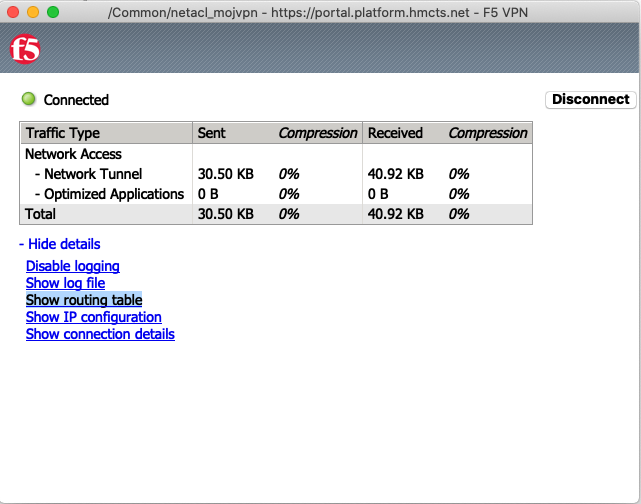 /Common/netacl_mojvpn - https://portal.platform.hmcts.net - F5 VPN
f5
Connected
Disconnect
Traffic Type Sent Compression Received Compression
Network Access
- Network Tunnel 30.50 KB 0% 40.92 KB 0%
- Optimized Applications 0 B 0% 0 B 0%
Total 30.50 KB 0% 40.92 KB 0%
- Hide details
Disable logging
Show log file
Show routing table
Show IP configuration
Show connection details